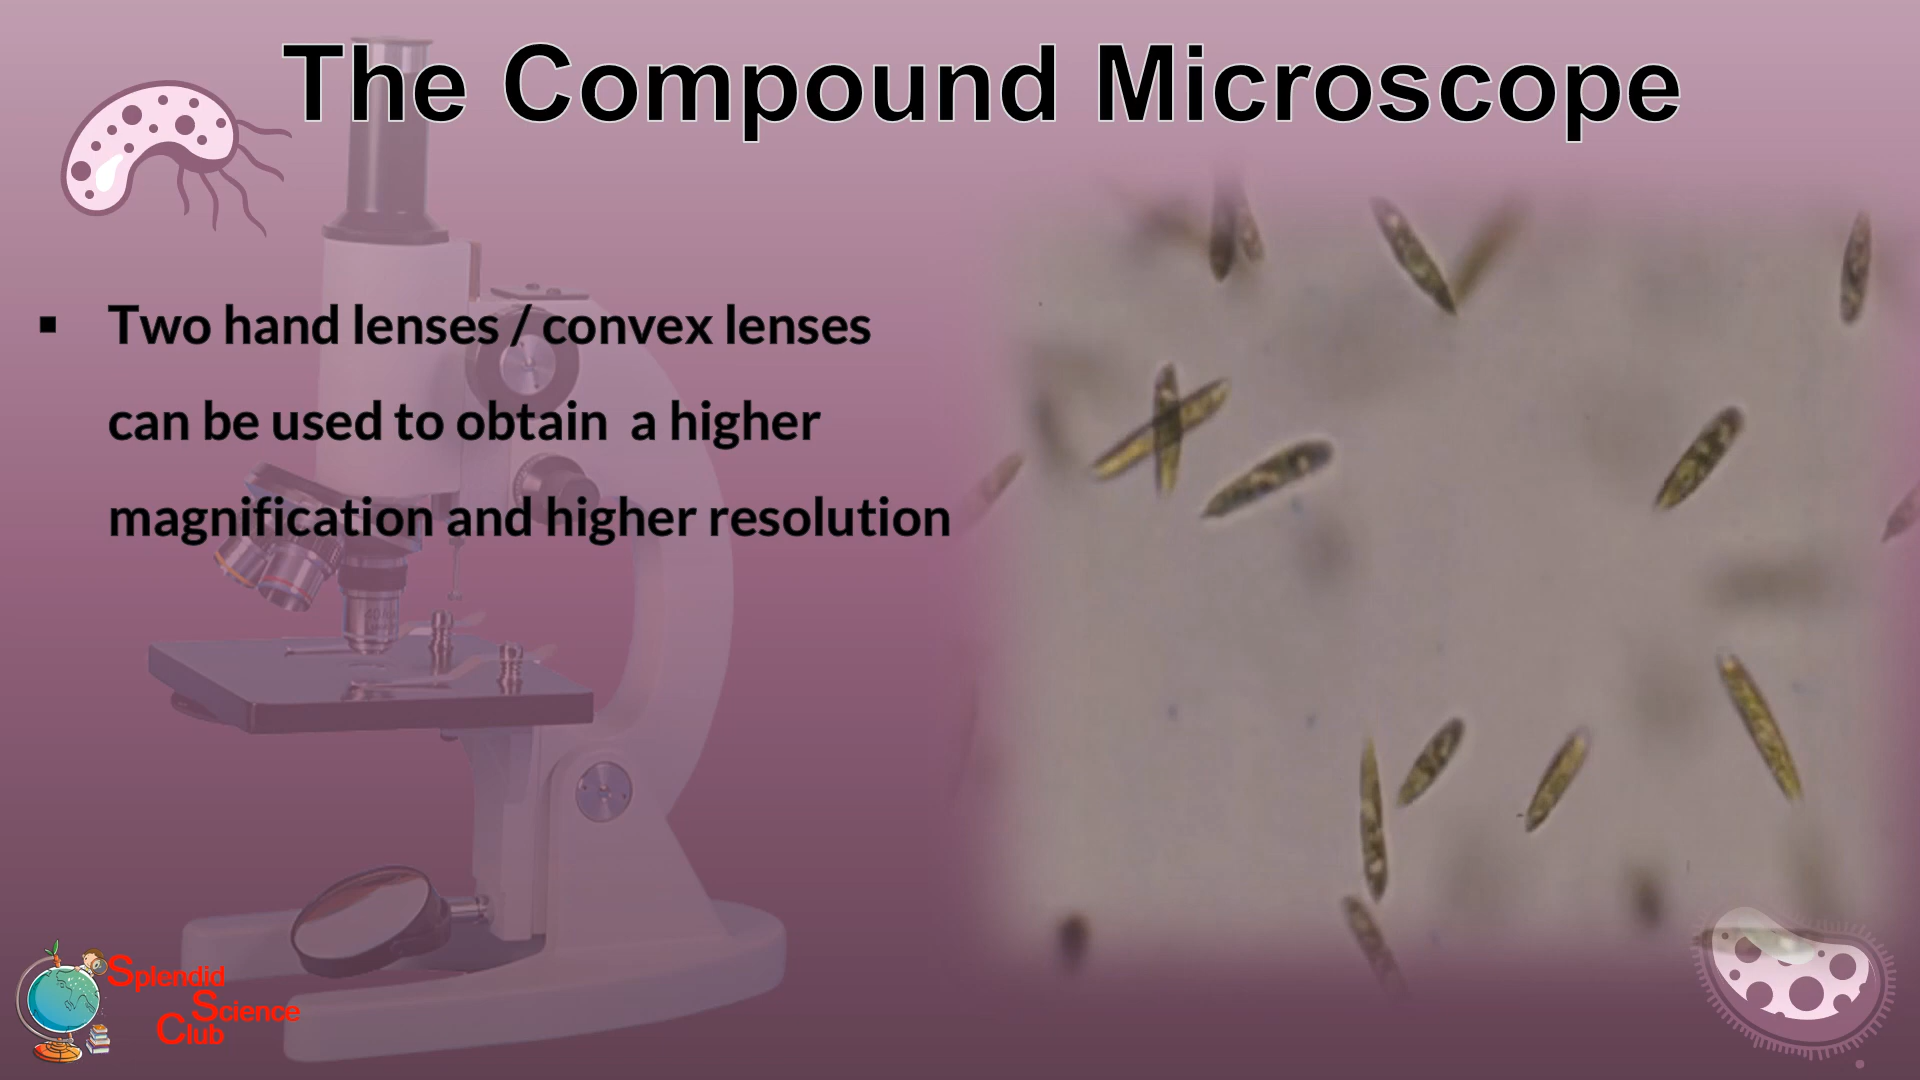 The Compound Microscope
▪ Two hand lenses / convex lenses
can be used to obtain a higher
magnification and higher resolution
Splendid
Science
Club